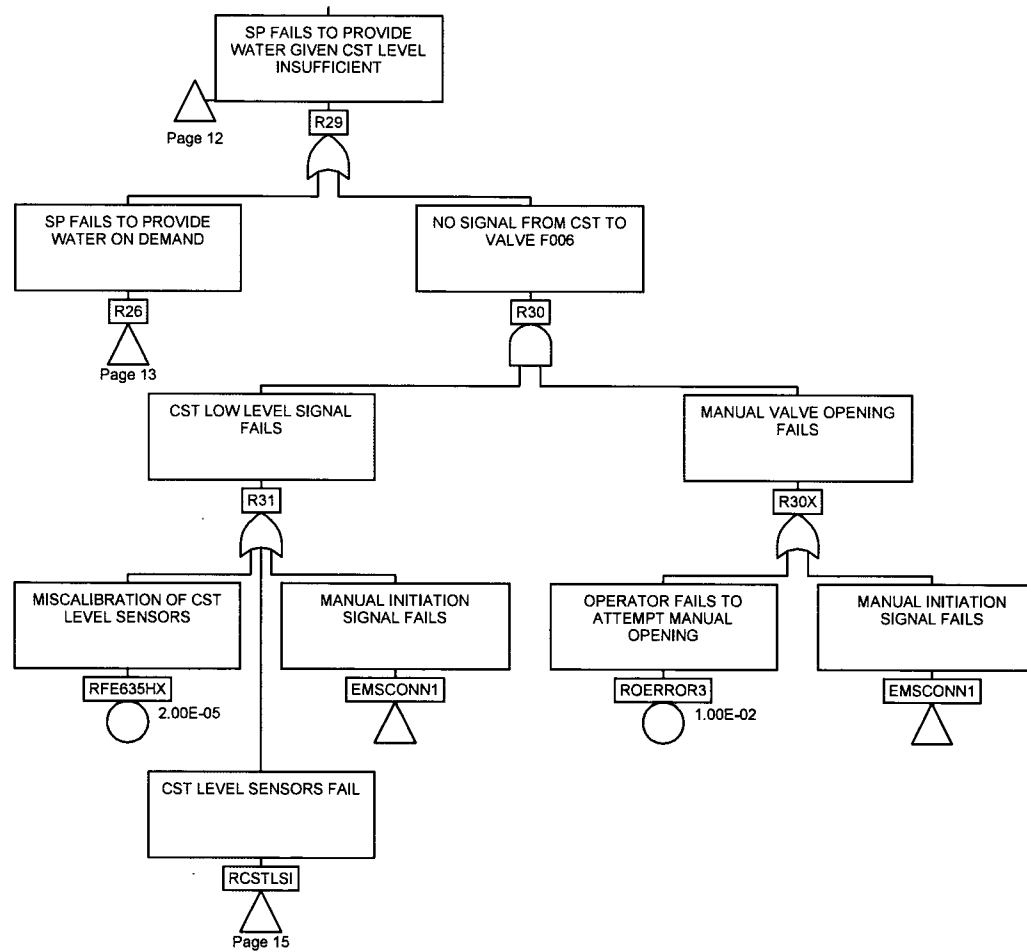 SP FAILS TO PROVIDE
WATER GIVEN CST LEVEL
INSUFFICIENT
Page 12
R29
SP FAILS TO PROVIDE
WATER ON DEMAND
R26
Page 13
NO SIGNAL FROM CST TO
VALVE F006
R30
CST LOW LEVEL SIGNAL
FAILS
R31
MANUAL VALVE OPENING
FAILS
R30X
MISCALIBRATION OF CST
LEVEL SENSORS
RFE635HX
2.00E-05
MANUAL INITIATION
SIGNAL FAILS
EMSCONN1
OPERATOR FAILS TO
ATTEMPT MANUAL
OPENING
ROERROR3
1.00E-02
MANUAL INITIATION
SIGNAL FAILS
EMSCONN1
CST LEVEL SENSORS FAIL
RCSTLSI
Page 15